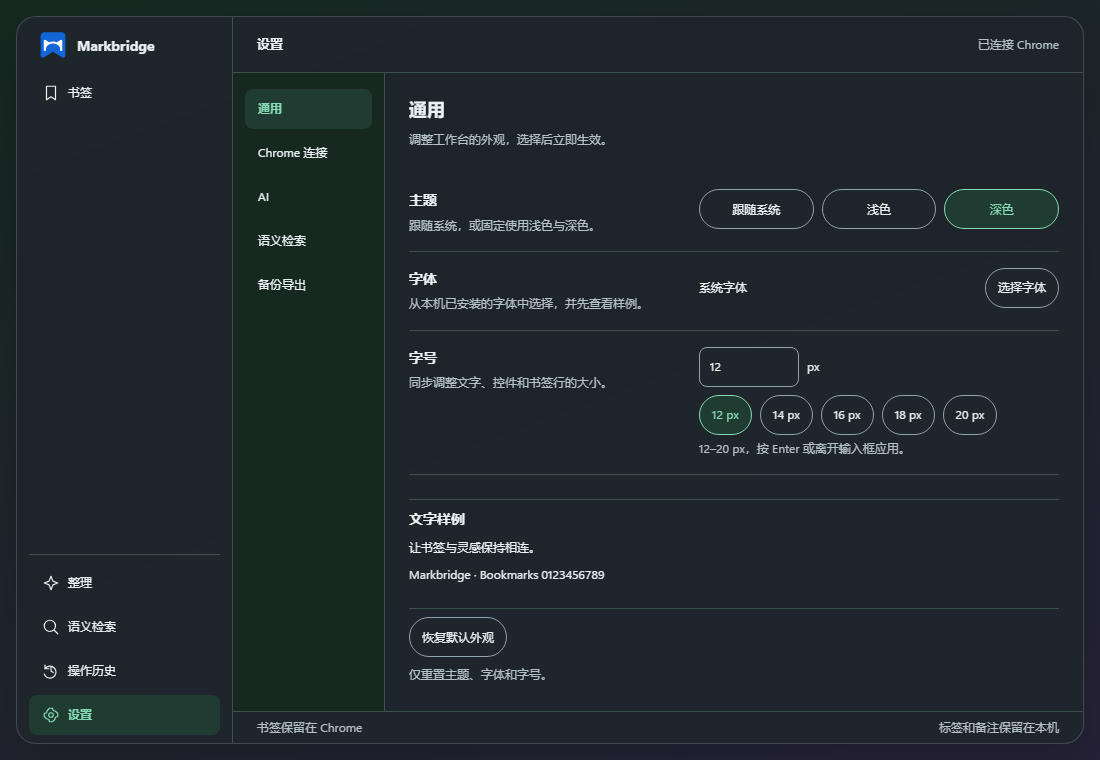 Markbridge
书签
整理
语义检索
操作历史
设置
设置
已连接 Chrome
通用
Chrome 连接
AI
语义检索
备份导出
通用
调整工作台的外观，选择后立即生效。
主题
跟随系统，或固定使用浅色与深色。
跟随系统
浅色
深色
字体
从本机已安装的字体中选择，并先查看样例。
系统字体
选择字体
字号
同步调整文字、控件和书签行的大小。
12
px
12 px
14 px
16 px
18 px
20 px
12–20 px，按 Enter 或离开输入框应用。
文字样例
让书签与灵感保持相连。
Markbridge · Bookmarks 0123456789
恢复默认外观
仅重置主题、字体和字号。
书签保留在 Chrome
标签和备注保留在本机